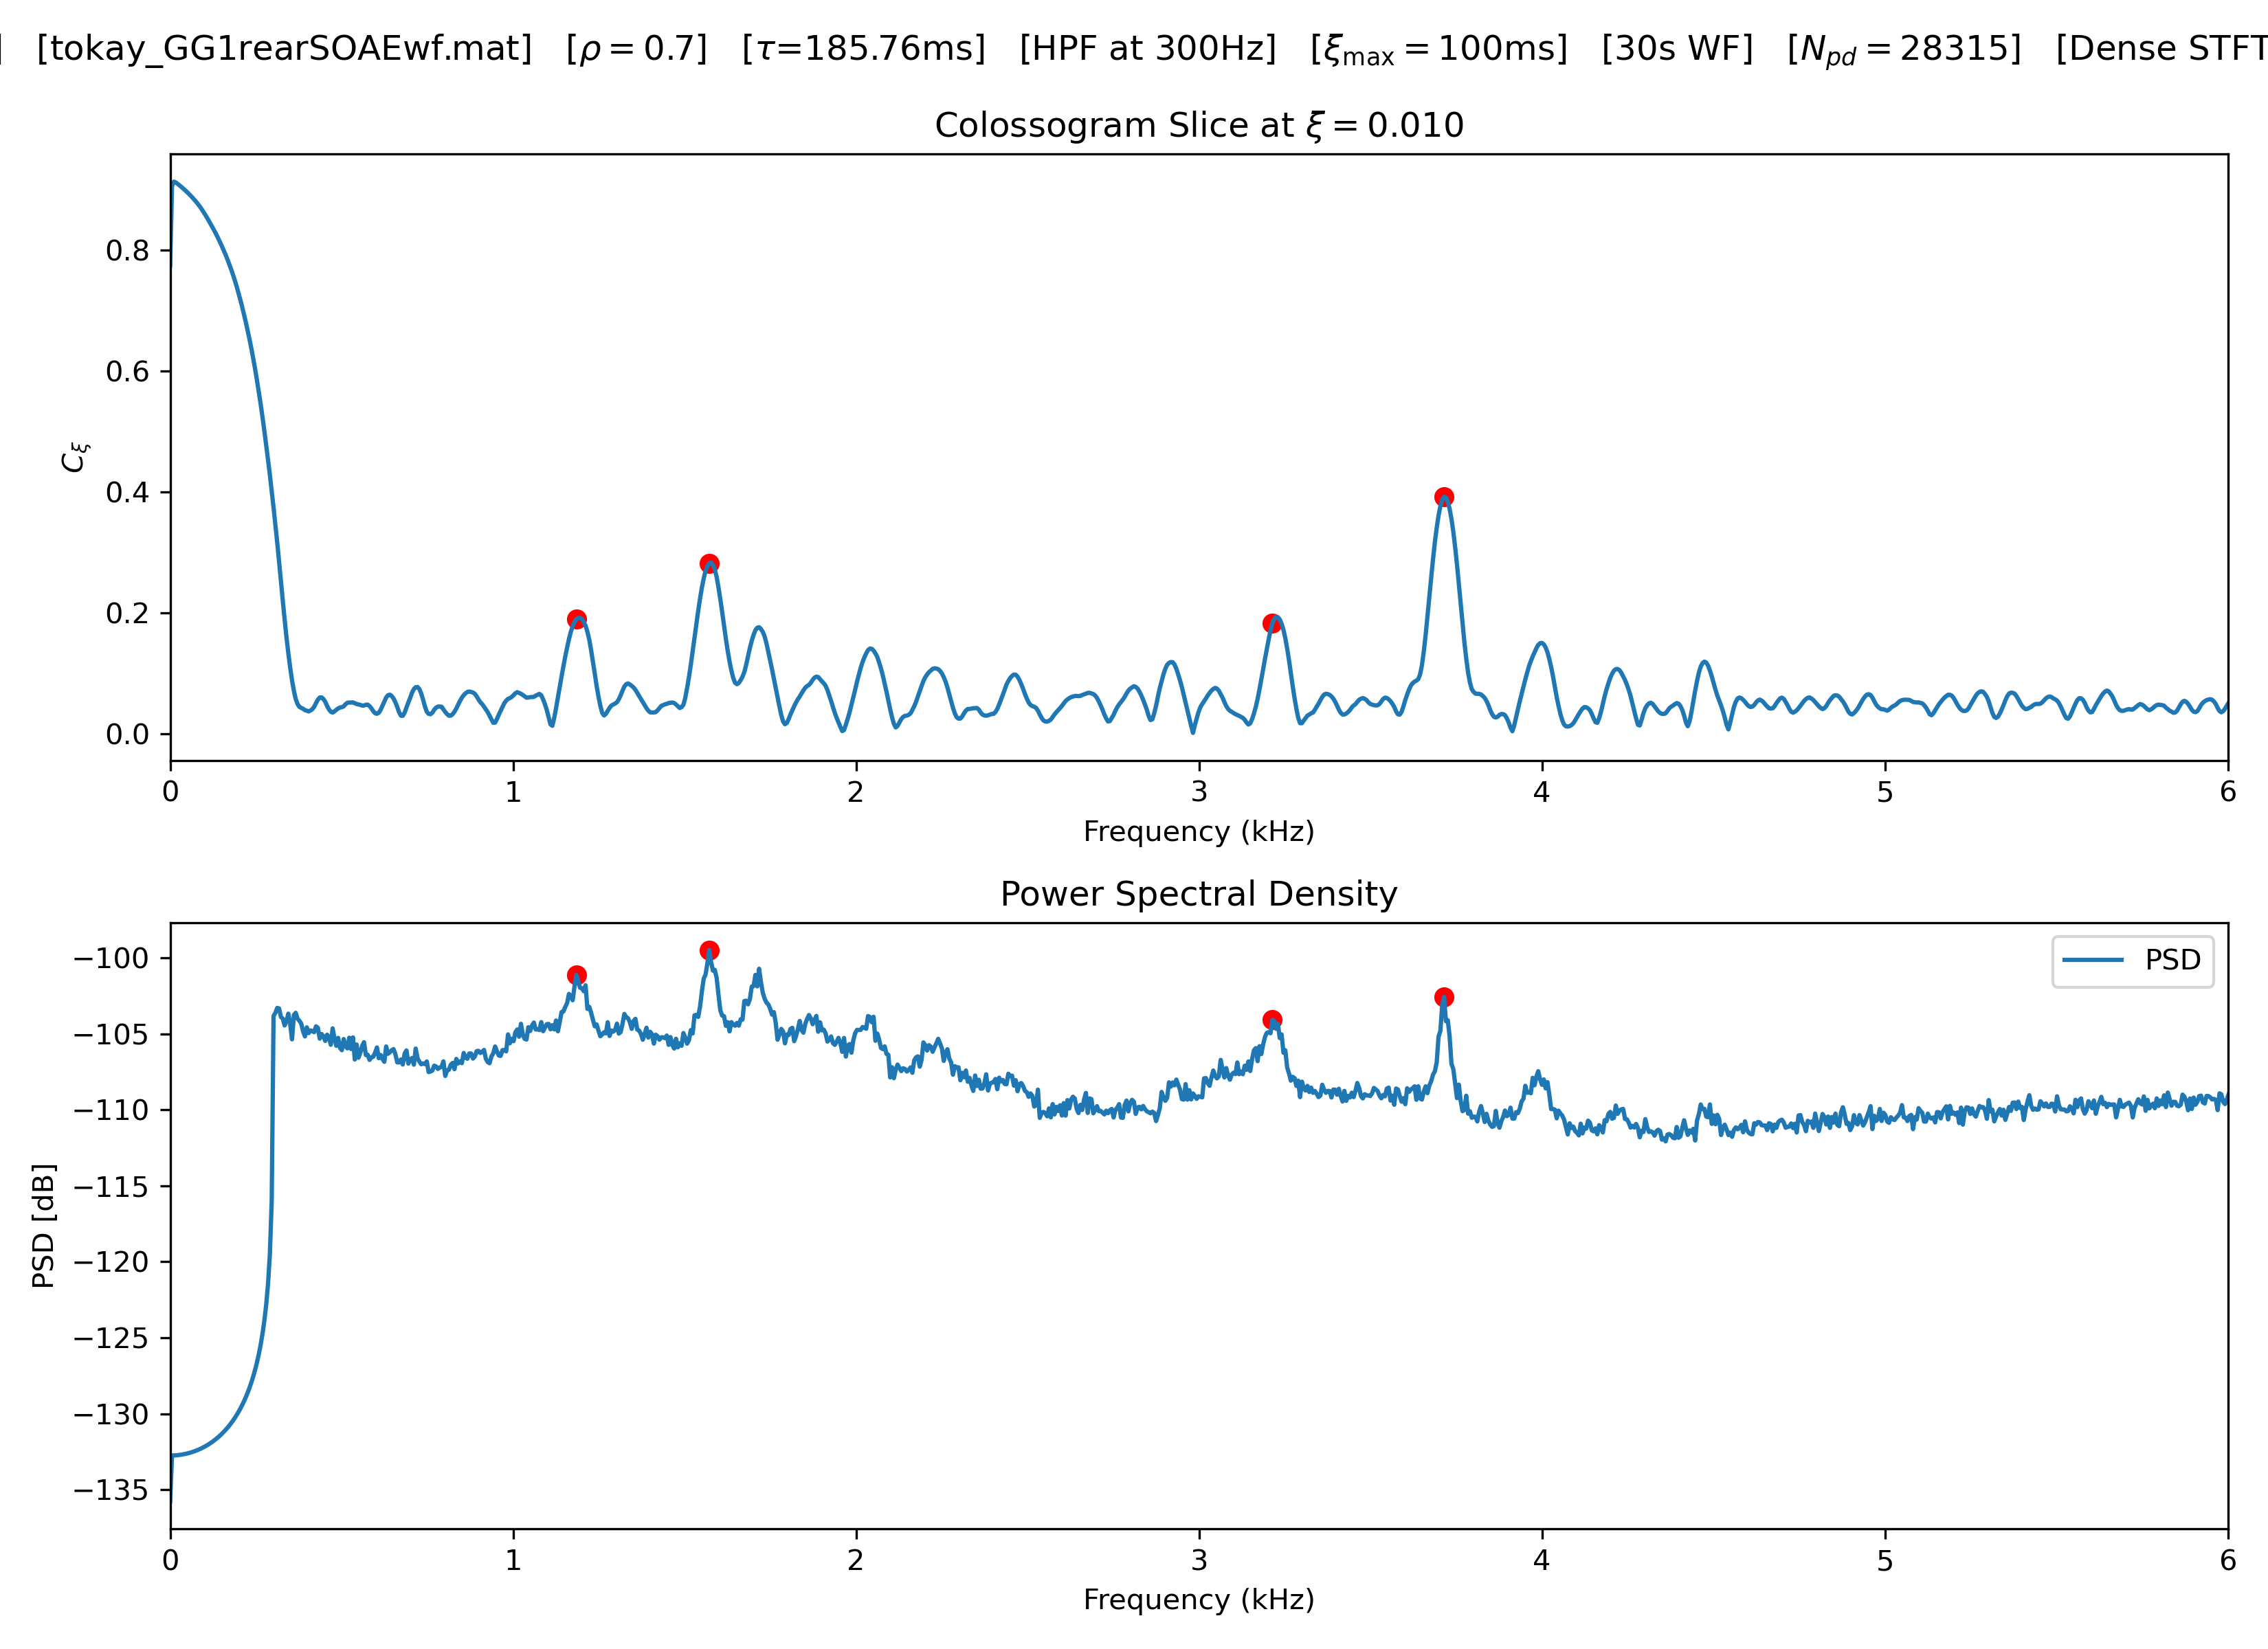 ] [tokay_GG1rearSOAEwf.mat] [ρ = 0.7] [τ=185.76ms] [HPF at 300Hz] [ξmax = 100ms] [30s WF] [Npd = 28315] [Dense STFT
Colossogram Slice at ξ = 0.010
0.8
0.6
0.4
0.2
0.0
Cξ
0 1 2 3 4 5 6
Frequency (kHz)
Power Spectral Density
PSD
−100
−105
−110
−115
−120
−125
−130
−135
PSD [dB]
0 1 2 3 4 5 6
Frequency (kHz)